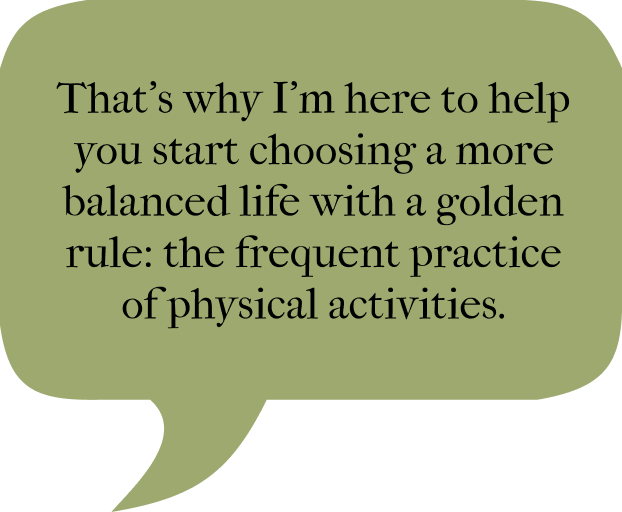 That’s why I’m here to help
you start choosing a more
balanced life with a golden
rule: the frequent practice
of physical activities.